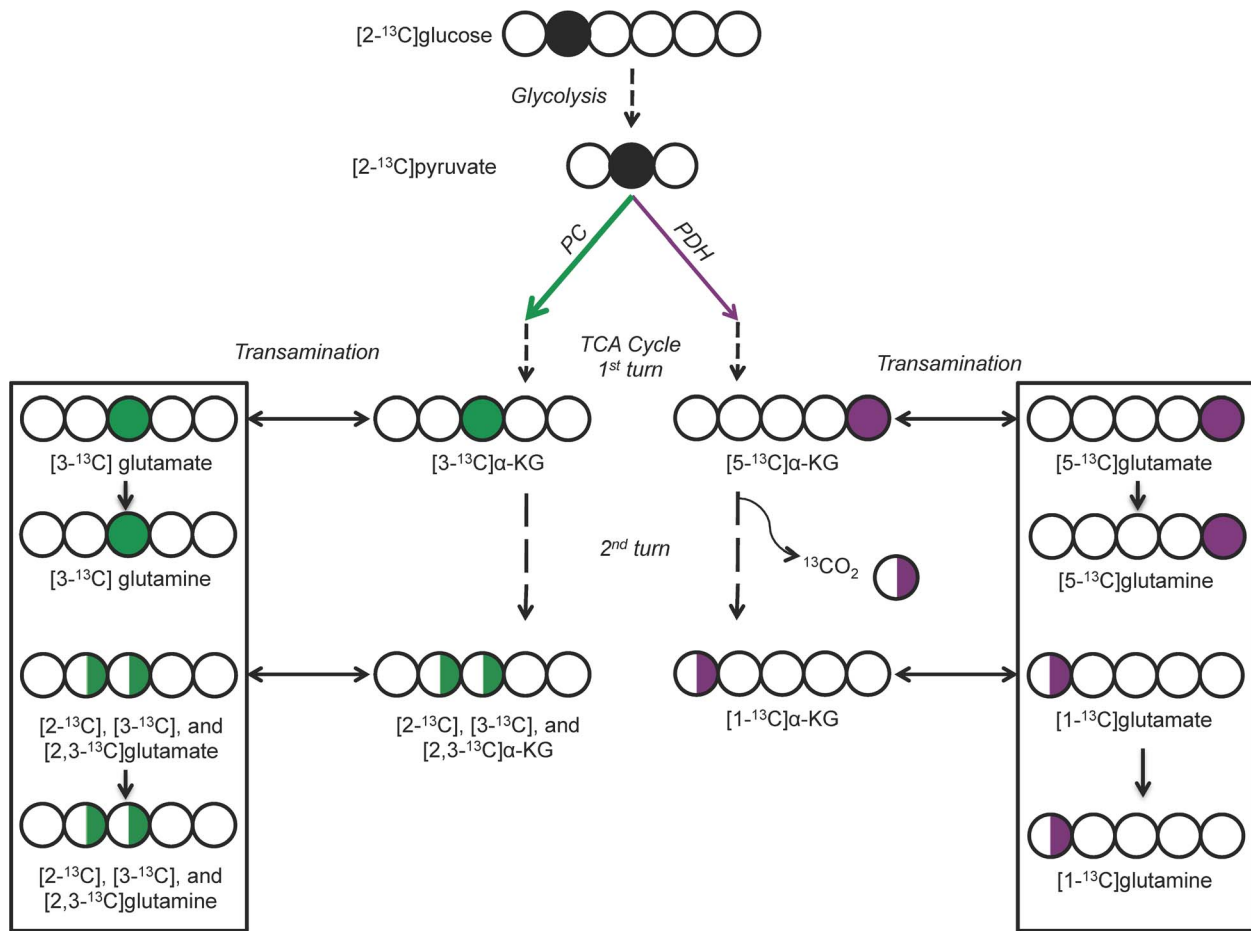 [2-¹³C]glucose
Glycolysis
[2-¹³C]pyruvate
PC
PDH
TCA Cycle
1ˢᵗ turn
Transamination
Transamination
[3-¹³C] glutamate
[3-¹³C]α-KG
[5-¹³C]α-KG
[5-¹³C]glutamate
[3-¹³C] glutamine
2ⁿᵈ turn
¹³CO₂
[5-¹³C]glutamine
[2-¹³C], [3-¹³C], and
[2,3-¹³C]glutamate
[2-¹³C], [3-¹³C], and
[2,3-¹³C]α-KG
[1-¹³C]α-KG
[1-¹³C]glutamate
[2-¹³C], [3-¹³C], and
[2,3-¹³C]glutamine
[1-¹³C]glutamine